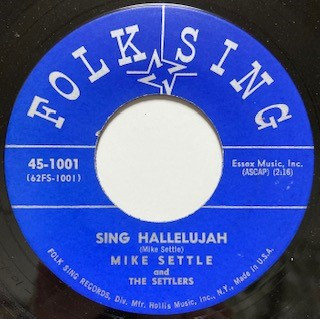 FOLK SING
45-1001
(62FS-1001)
Essex Music, Inc.
(ASCAP) (2:16)
SING HALLELUJAH
(Mike Settle)
MIKE SETTLE
and
THE SETTLERS
FOLK SING RECORDS, Div. Mtr. Hollis Music, Inc., N.Y., Made in U.S.A.